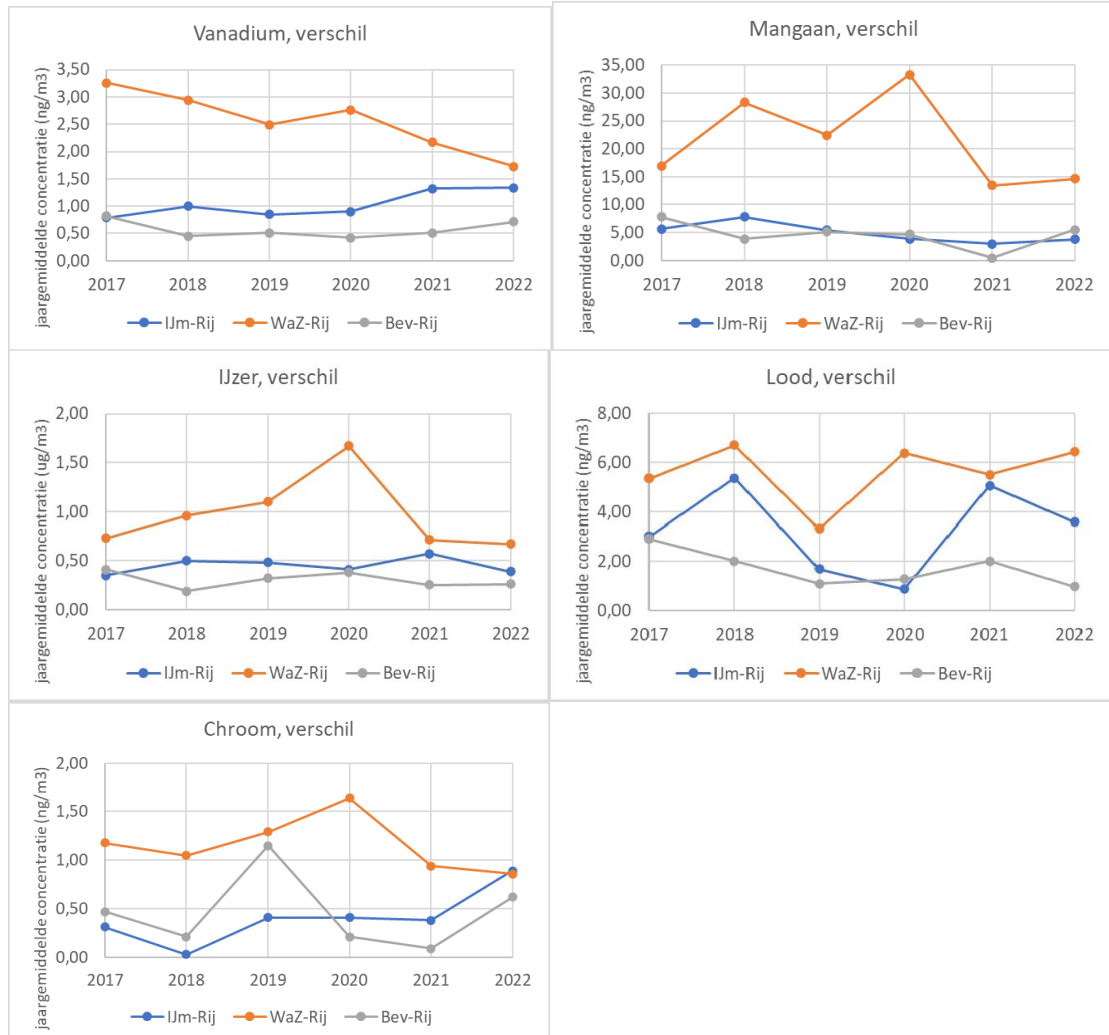 Vanadium, verschil
jaargemiddelde concentratie (ng/m3)
3,50
3,00
2,50
2,00
1,50
1,00
0,50
0,00
2017 2018 2019 2020 2021 2022
IJm-Rij WaZ-Rij Bev-Rij
Mangaan, verschil
jaargemiddelde concentratie (ng/m3)
35,00
30,00
25,00
20,00
15,00
10,00
5,00
0,00
2017 2018 2019 2020 2021 2022
IJm-Rij WaZ-Rij Bev-Rij
IJzer, verschil
jaargemiddelde concentratie (ug/m3)
2,00
1,50
1,00
0,50
0,00
2017 2018 2019 2020 2021 2022
IJm-Rij WaZ-Rij Bev-Rij
Lood, verschil
jaargemiddelde concentratie (ng/m3)
8,00
6,00
4,00
2,00
0,00
2017 2018 2019 2020 2021 2022
IJm-Rij WaZ-Rij Bev-Rij
Chroom, verschil
jaargemiddelde concentratie (ng/m3)
2,00
1,50
1,00
0,50
0,00
2017 2018 2019 2020 2021 2022
IJm-Rij WaZ-Rij Bev-Rij